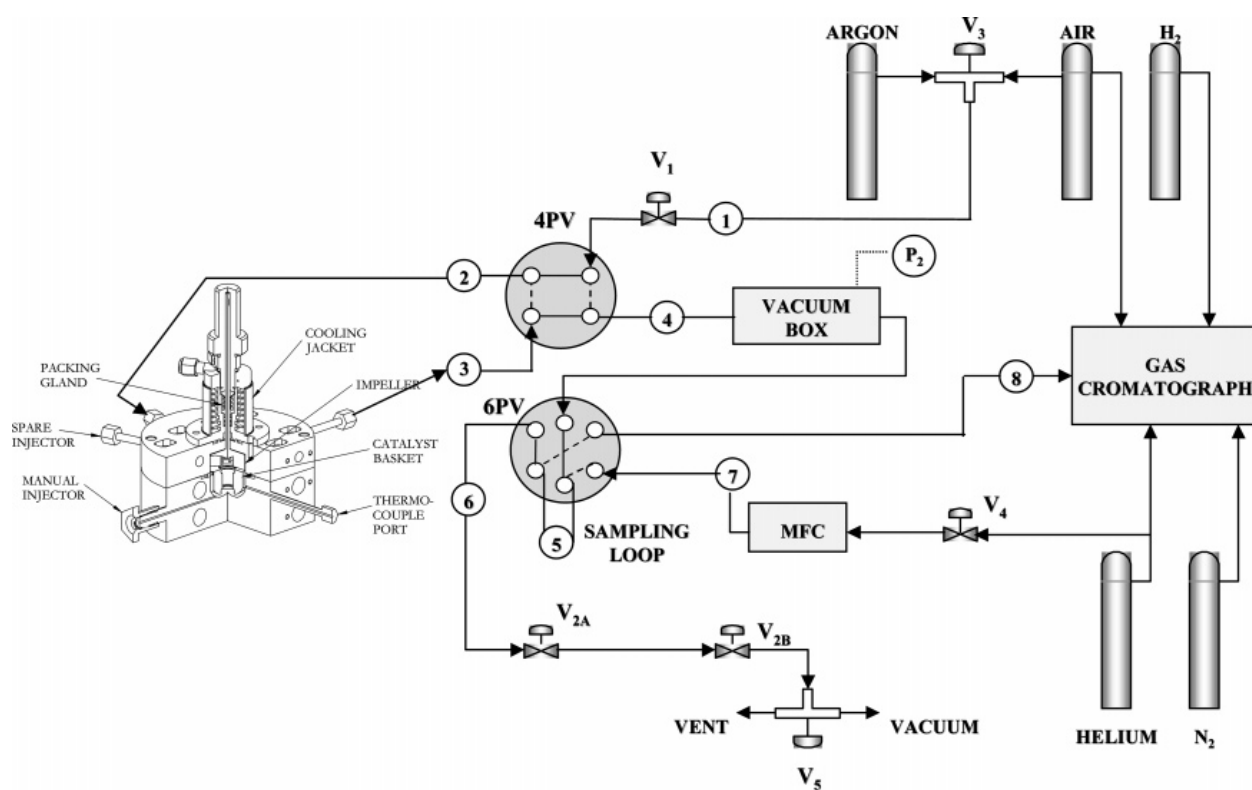 ARGON
V3
AIR
H2
V1
1
4PV
2
P2
4
VACUUM
BOX
3
COOLING
JACKET
PACKING
GLAND
IMPELLER
8
GAS
CROMATOGRAPH
6PV
SPARE
INJECTOR
CATALYST
BASKET
7
MANUAL
INJECTOR
6
THERMO-
COUPLE
PORT
5
SAMPLING
LOOP
MFC
V4
V2A
V2B
VENT
VACUUM
V5
HELIUM
N2